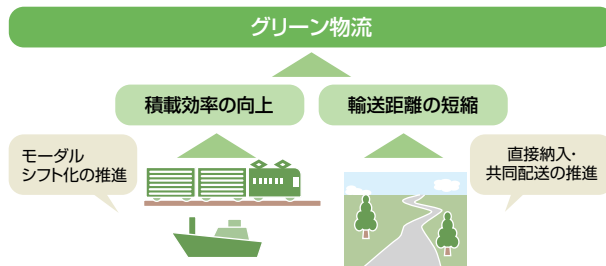 グリーン物流
積載効率の向上
輸送距離の短縮
モーダル
シフト化の推進
直接納入・
共同配送の推進